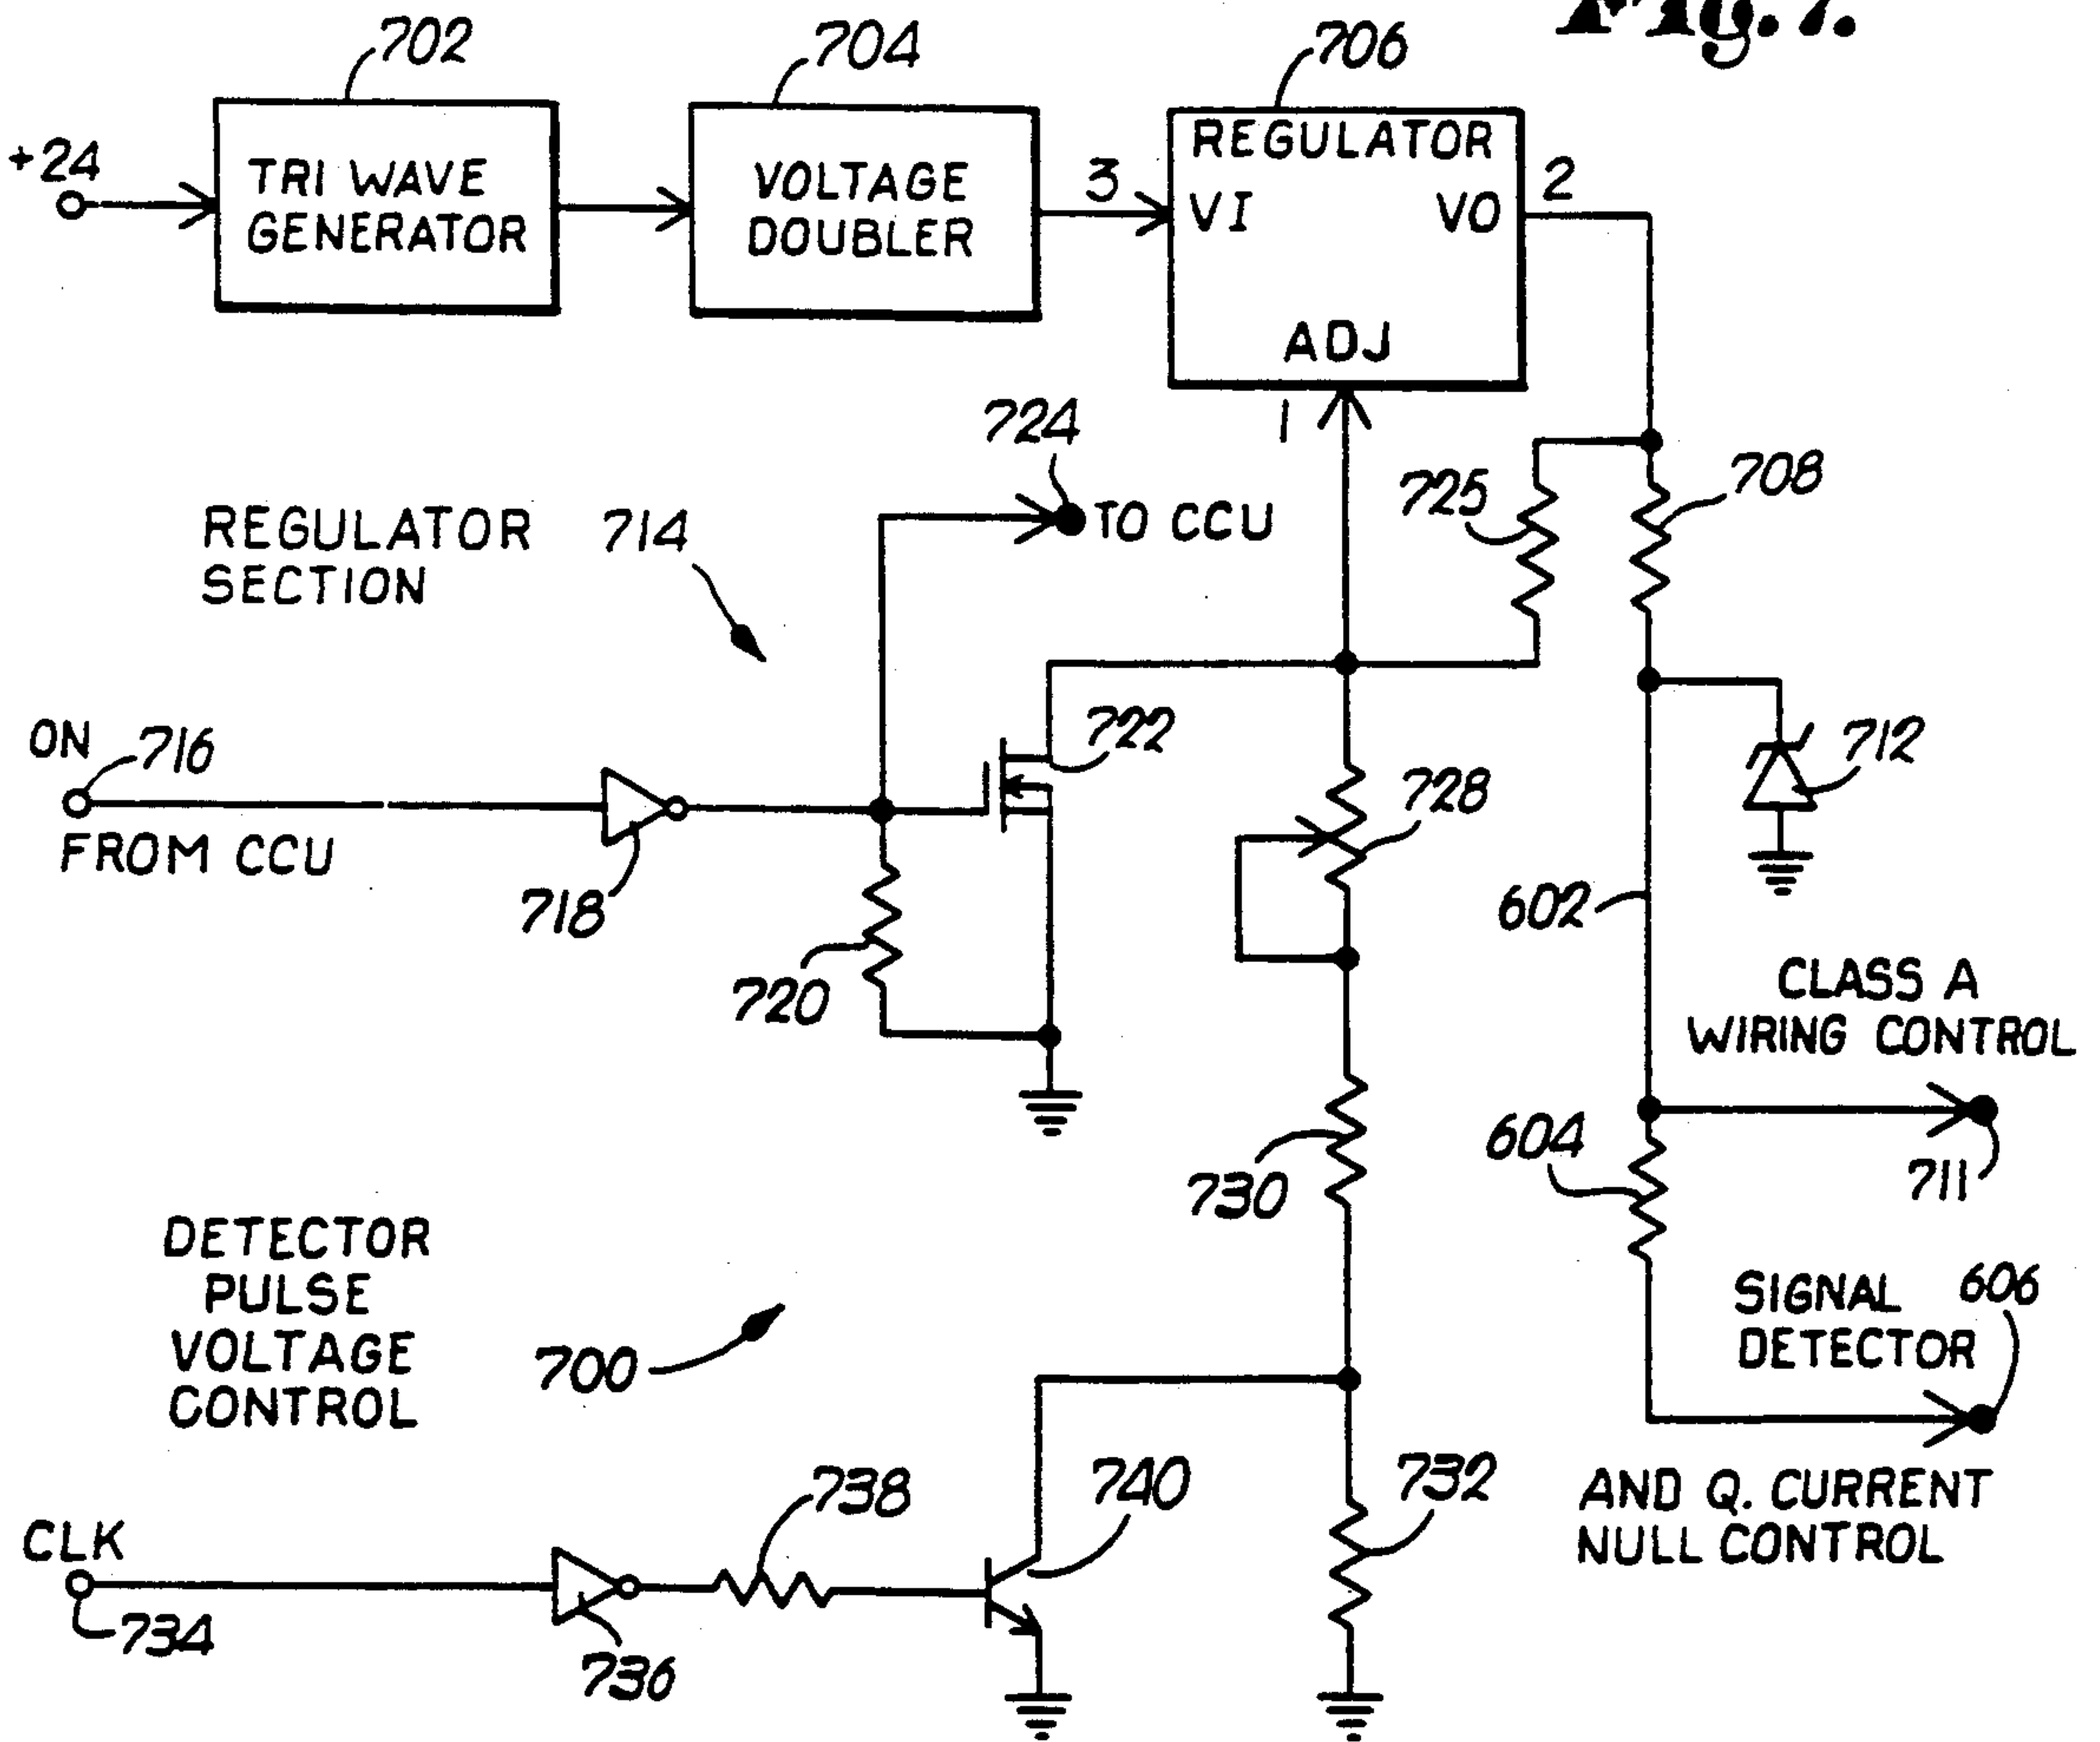 Fig. 7.
702
704
706
+24
TRI WAVE
GENERATOR
VOLTAGE
DOUBLER
3
REGULATOR
VI
VO
2
ADJ
1
724
TO CCU
725
708
REGULATOR
SECTION
714
ON
716
FROM CCU
718
720
722
728
712
602
CLASS A
WIRING CONTROL
711
604
730
DETECTOR
PULSE
VOLTAGE
CONTROL
700
SIGNAL
DETECTOR
606
AND Q. CURRENT
NULL CONTROL
CLK
734
736
738
740
732